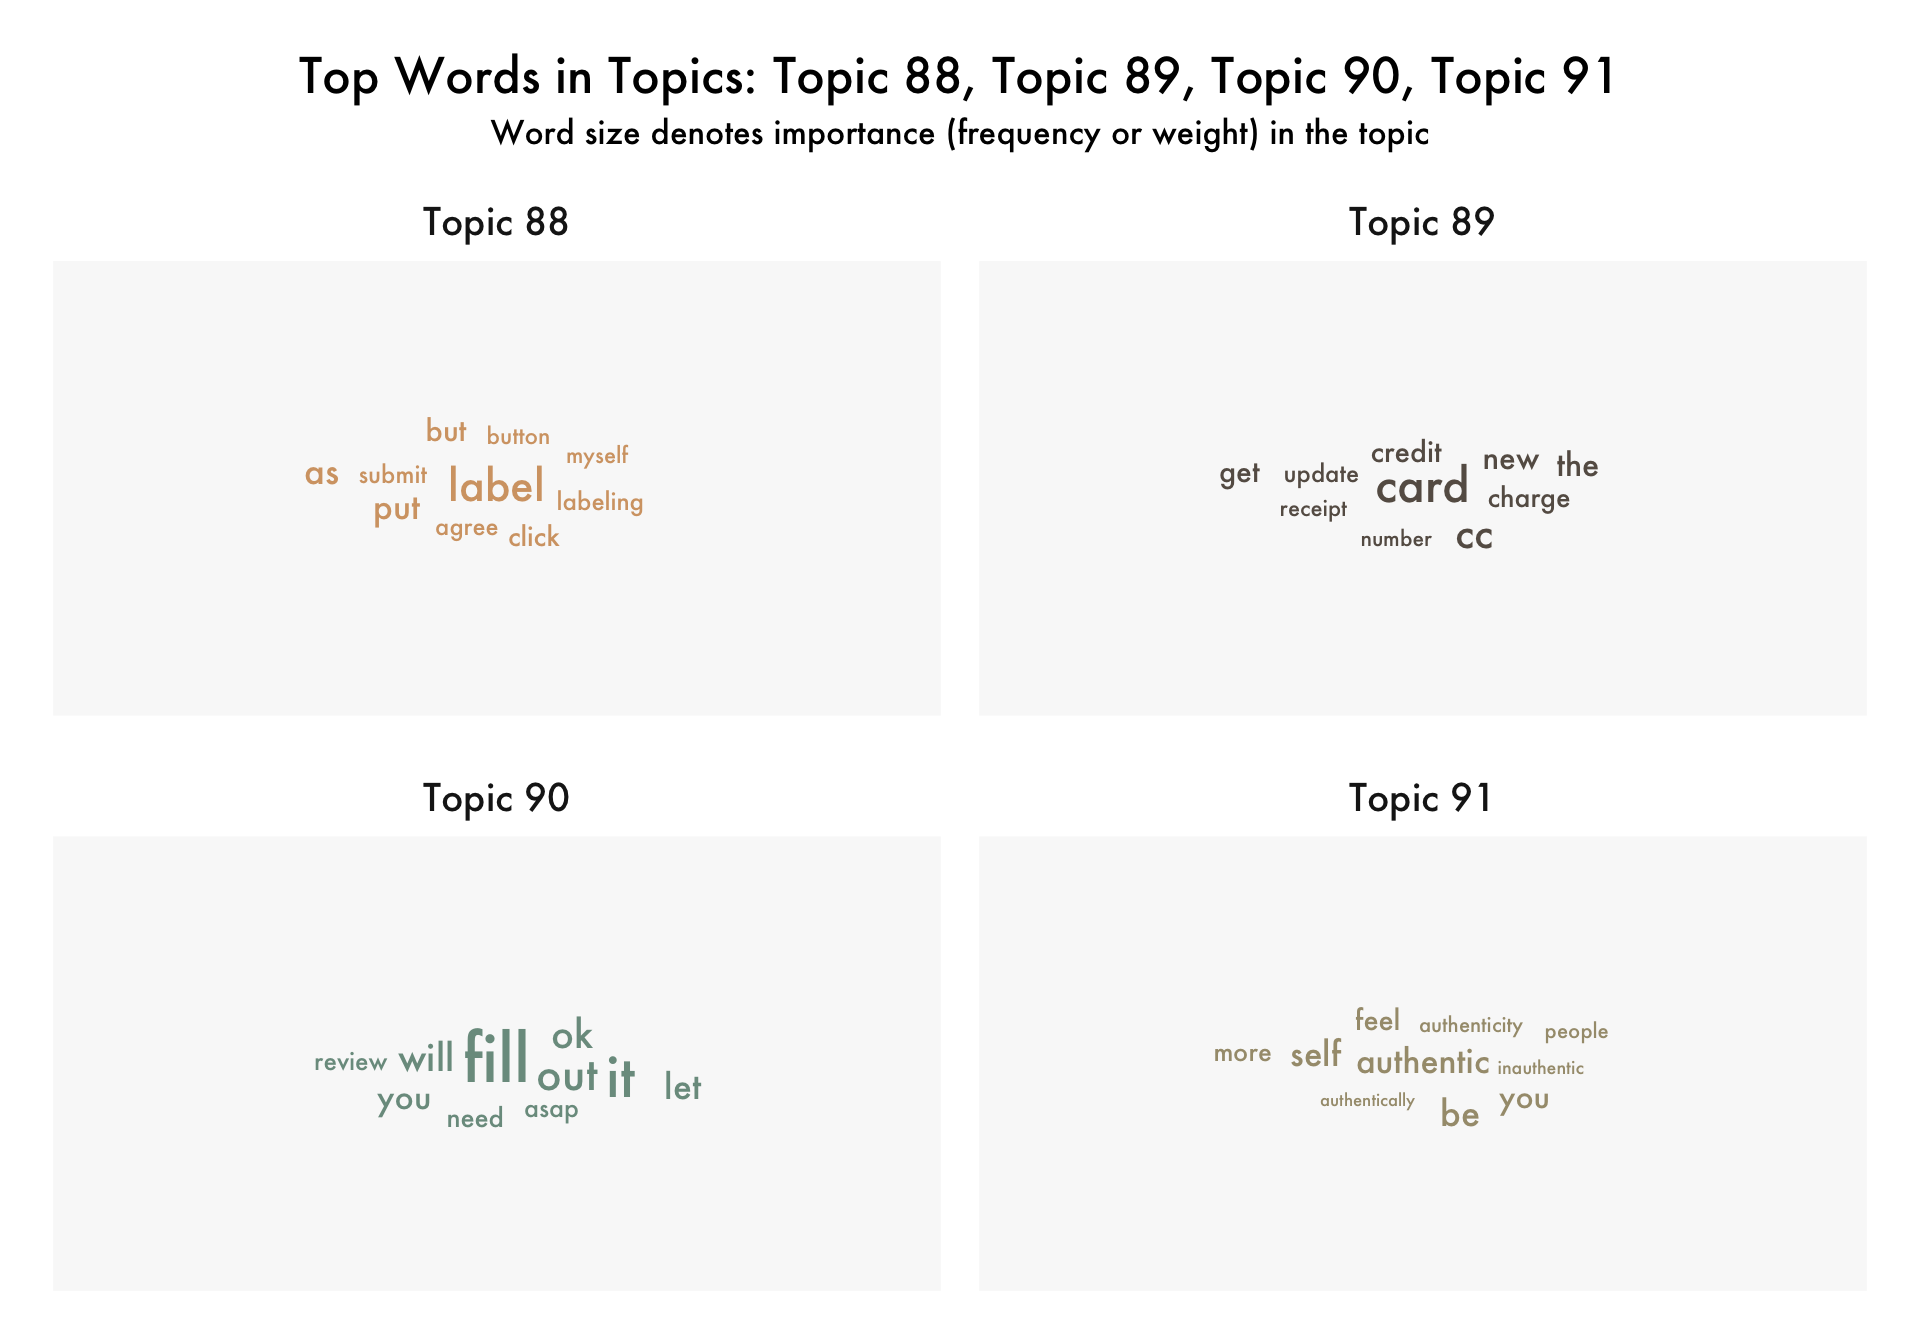 Top Words in Topics: Topic 88, Topic 89, Topic 90, Topic 91
Word size denotes importance (frequency or weight) in the topic
Topic 88
but button
myself
as submit label
labeling
put
agree click
Topic 89
credit new the
get update card
charge
receipt
number cc
Topic 90
ok
review will fill out it let
you
need asap
Topic 91
feel authenticity people
more self authentic inauthentic
authentically be you